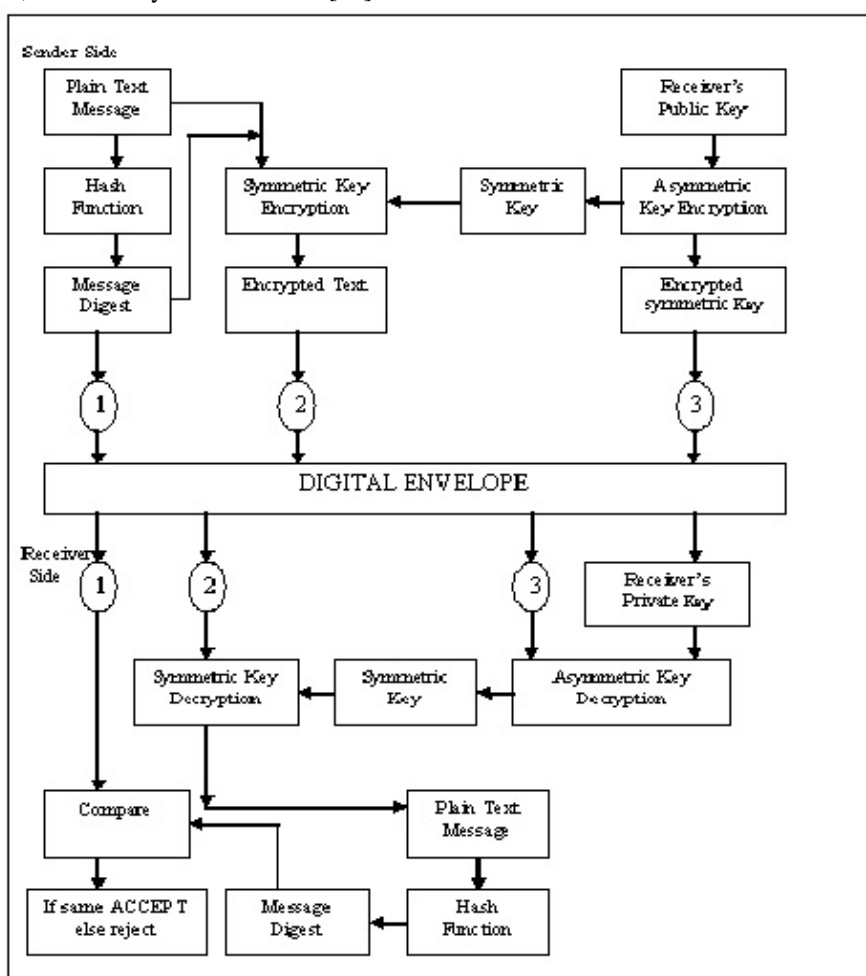 Sender Side
Plain Text
Message
Receiver's
Public Key
Hash
Function
Symmetric Key
Encryption
Symmetric
Key
Asymmetric
Key Encryption
Message
Digest
Encrypted Text
Encrypted
symmetric Key
1
2
3
DIGITAL ENVELOPE
Receiver
Side
1
2
3
Receiver's
Private Key
Symmetric Key
Decryption
Symmetric
Key
Asymmetric Key
Decryption
Compare
Plain Text
Message
If same ACCEPT
else reject
Message
Digest
Hash
Function